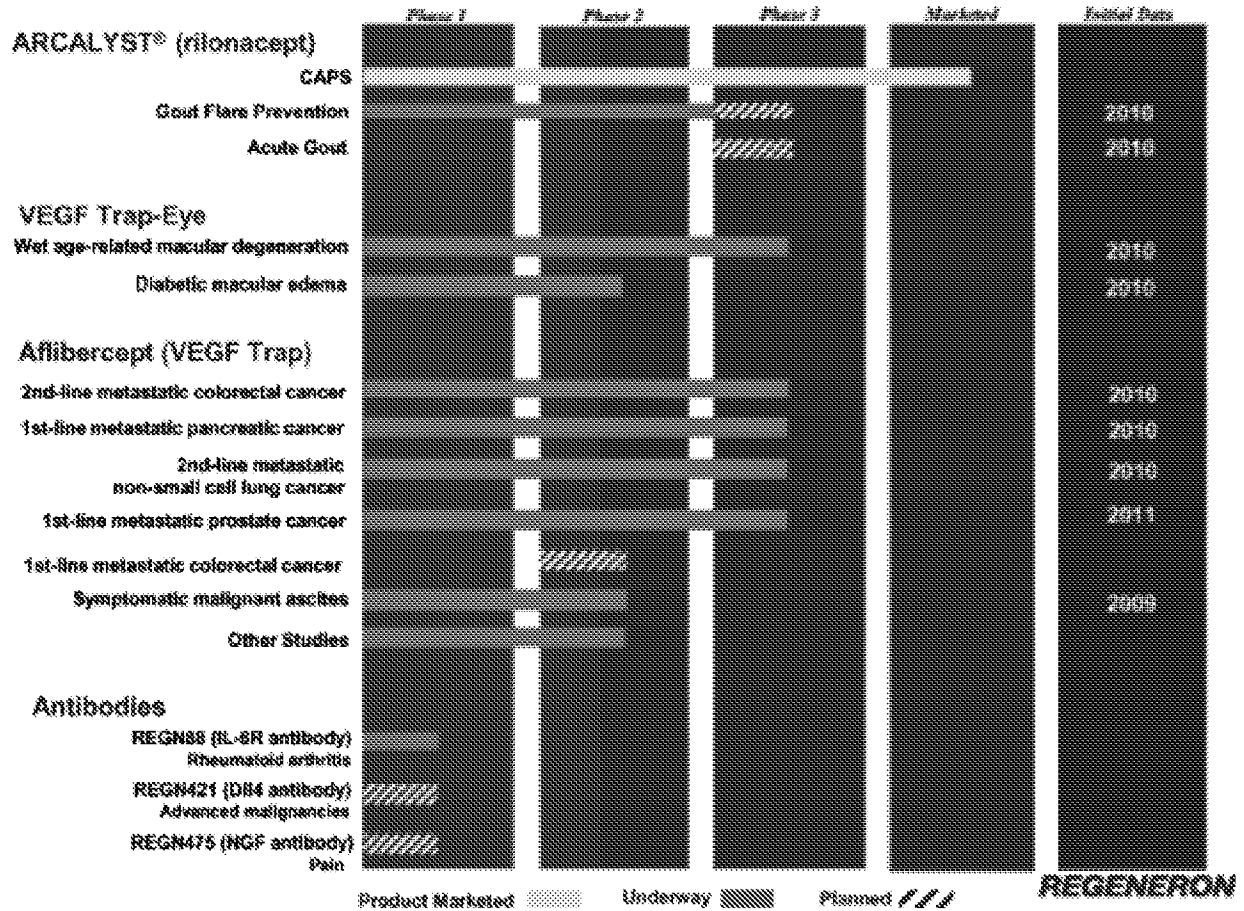 Phase 1 Phase 2 Phase 3 Marketed Initial Data
ARCALYST® (rilonacept)
CAPS
Gout Flare Prevention 2010
Acute Gout 2010
VEGF Trap-Eye
Wet age-related macular degeneration 2010
Diabetic macular edema 2010
Aflibercept (VEGF Trap)
2nd-line metastatic colorectal cancer 2010
1st-line metastatic pancreatic cancer 2010
2nd-line metastatic
non-small cell lung cancer 2010
1st-line metastatic prostate cancer 2011
1st-line metastatic colorectal cancer
Symptomatic malignant ascites 2009
Other Studies
Antibodies
REGN88 (IL-6R antibody)
Rheumatoid arthritis
REGN421 (Dll4 antibody)
Advanced malignancies
REGN475 (NGF antibody)
Pain
Product Marketed Underway Planned
REGENERON